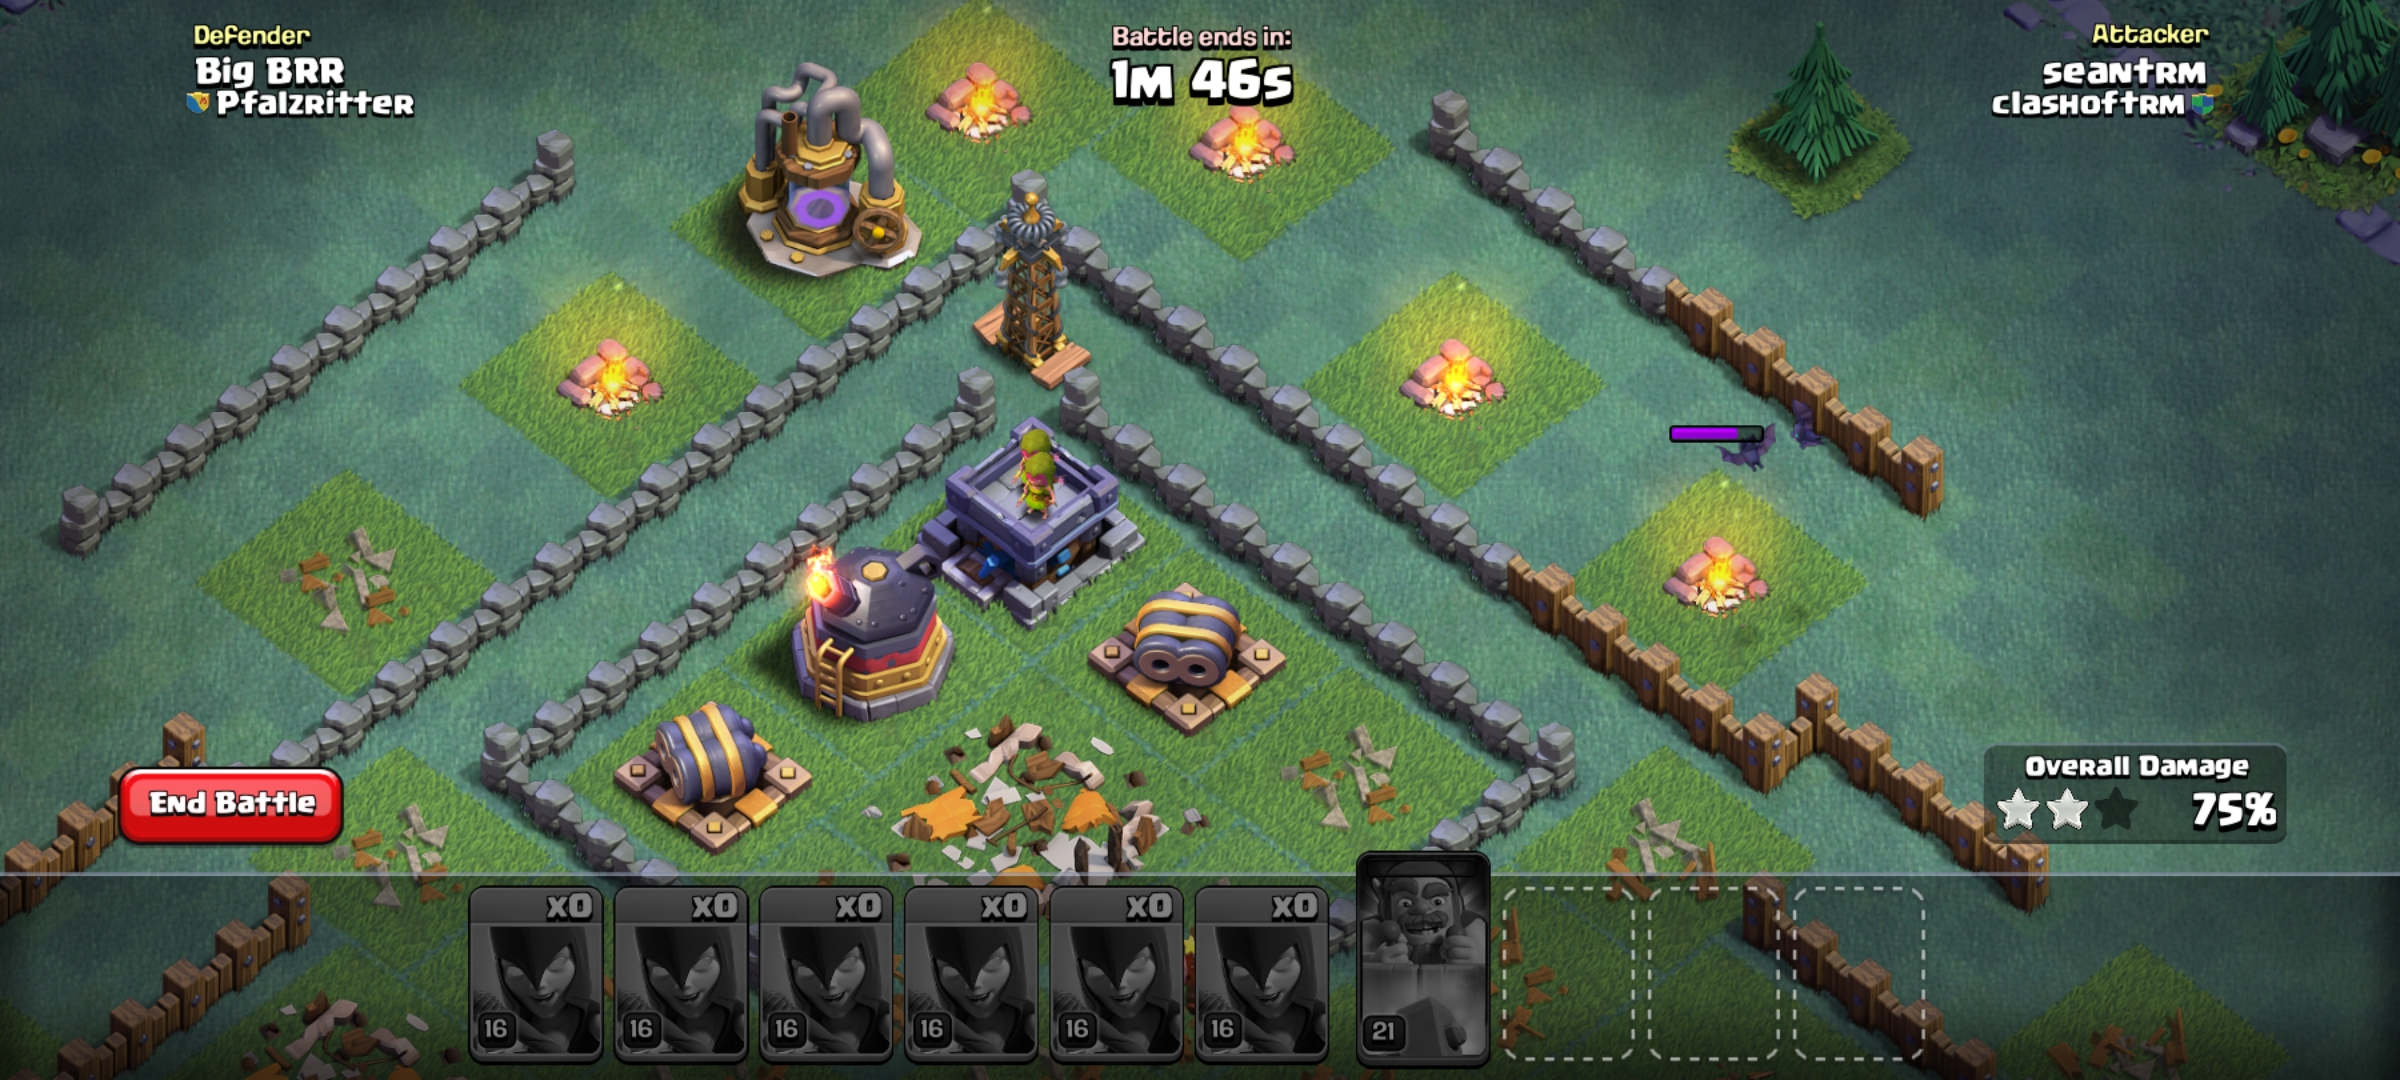 Defender
Big BRR
Pfalzritter
Battle ends in:
1M 46s
Attacker
seantRM
clashoftRM
End Battle
Overall Damage
75%
x0
x0
x0
x0
x0
x0
16
16
16
16
16
16
21